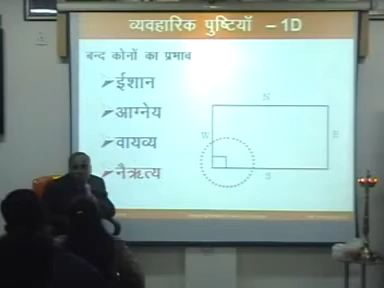 व्यवहारिक पुष्टियाँ – 1D
बन्द कोनों का प्रभाव
ईशान
आग्नेय
वायव्य
नैऋत्य
N
W
E
S